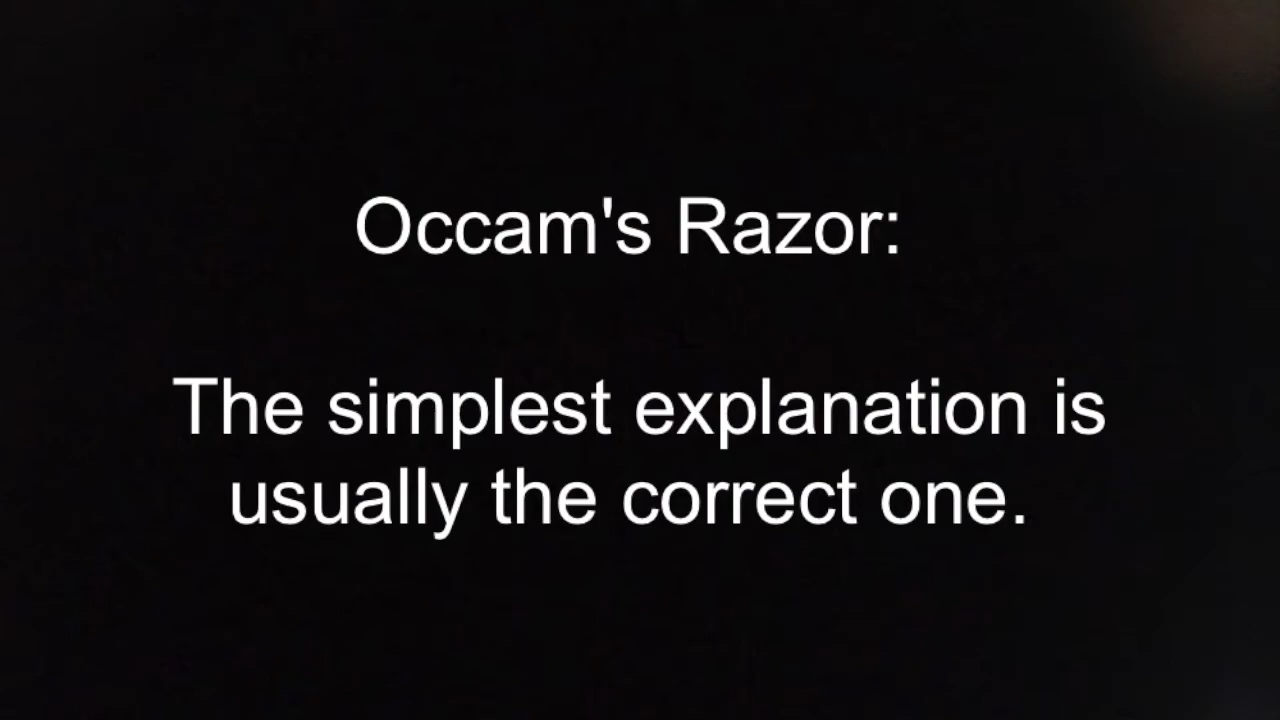 Occam's Razor:
The simplest explanation is
usually the correct one.